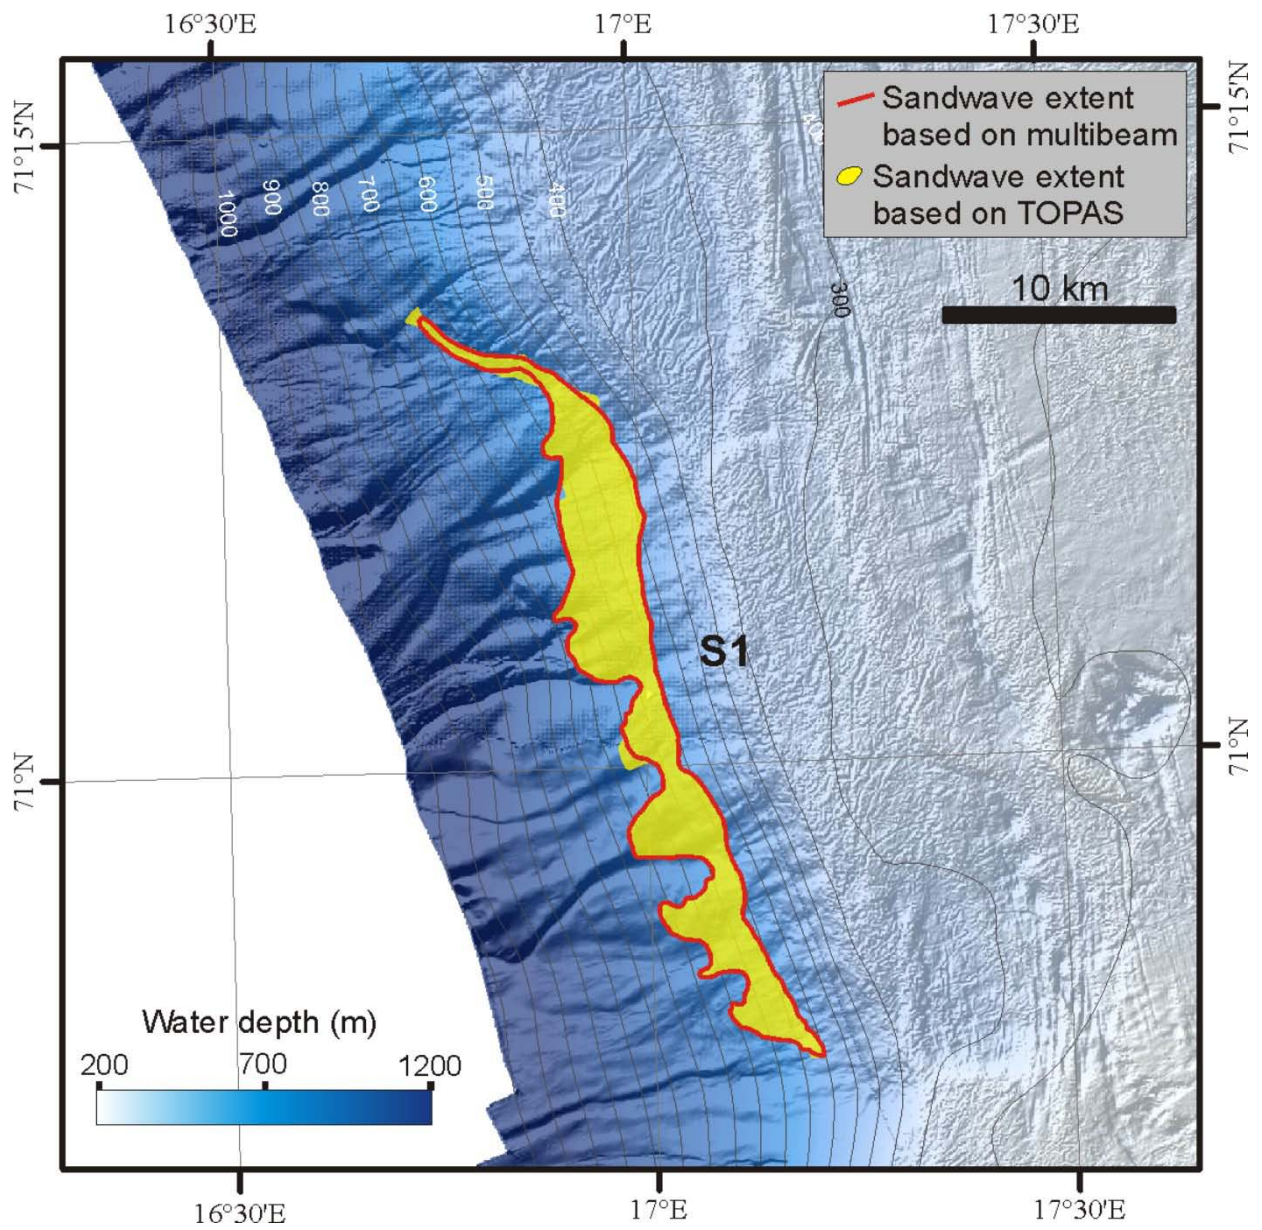 16°30'E 17°E 17°30'E
71°15'N
71°15'N
Sandwave extent
based on multibeam
Sandwave extent
based on TOPAS
1000 900 800 700 600 500 400
300
10 km
S1
71°N
71°N
Water depth (m)
200 700 1200
16°30'E 17°E 17°30'E